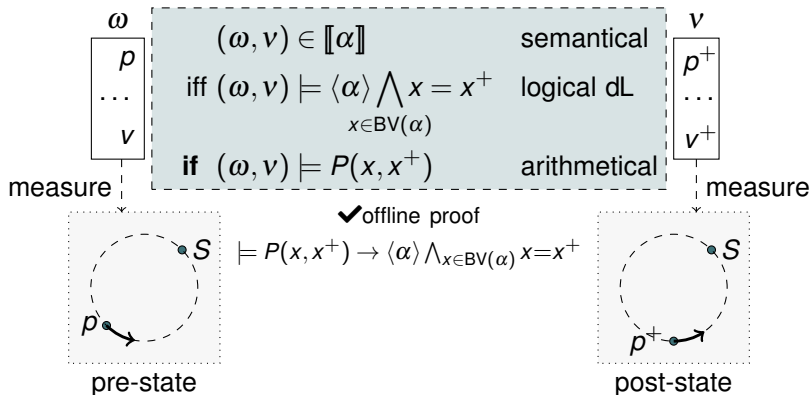 ω
p
...
v
(ω, ν) ∈ ⟦α⟧ semantical
iff (ω, ν) ⊨ ⟨α⟩ ⋀ x = x⁺ logical dL
x∈BV(α)
if (ω, ν) ⊨ P(x, x⁺) arithmetical
ν
p⁺
...
v⁺
measure
measure
✔offline proof
⊨ P(x, x⁺) → ⟨α⟩ ⋀x∈BV(α) x=x⁺
S
p
pre-state
S
p⁺
post-state